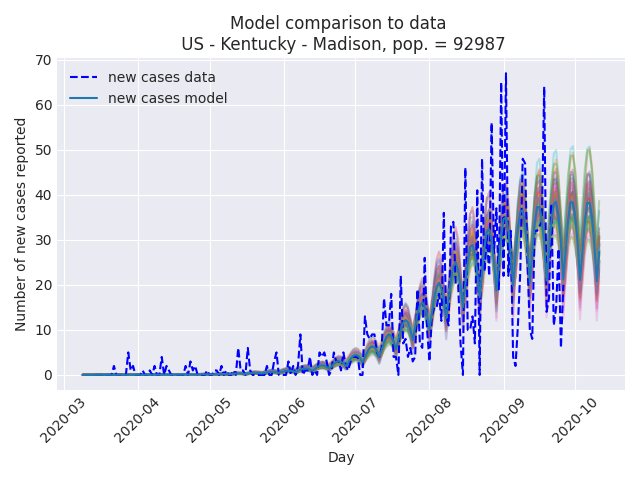 Model comparison to data
US - Kentucky - Madison, pop. = 92987
new cases data
new cases model
Number of new cases reported
70
60
50
40
30
20
10
0
2020-03
2020-04
2020-05
2020-06
2020-07
2020-08
2020-09
2020-10
Day